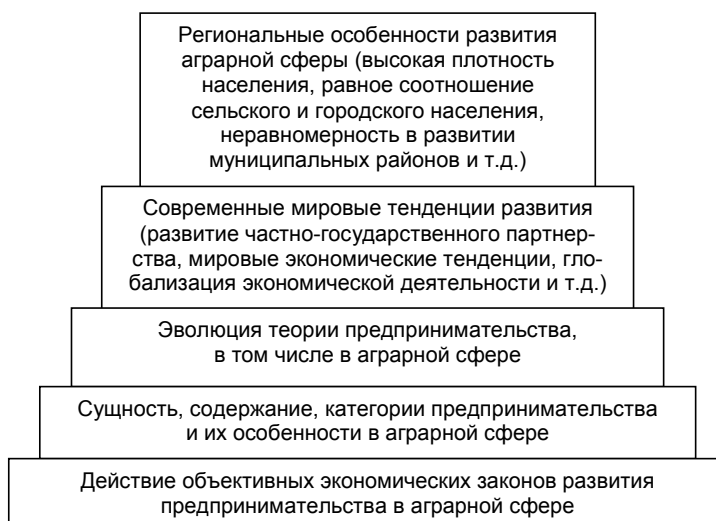 Региональные особенности развития
аграрной сферы (высокая плотность
населения, равное соотношение
сельского и городского населения,
неравномерность в развитии
муниципальных районов и т.д.)
Современные мировые тенденции развития
(развитие частно-государственного партнер-
ства, мировые экономические тенденции, гло-
бализация экономической деятельности и т.д.)
Эволюция теории предпринимательства,
в том числе в аграрной сфере
Сущность, содержание, категории предпринимательства
и их особенности в аграрной сфере
Действие объективных экономических законов развития
предпринимательства в аграрной сфере